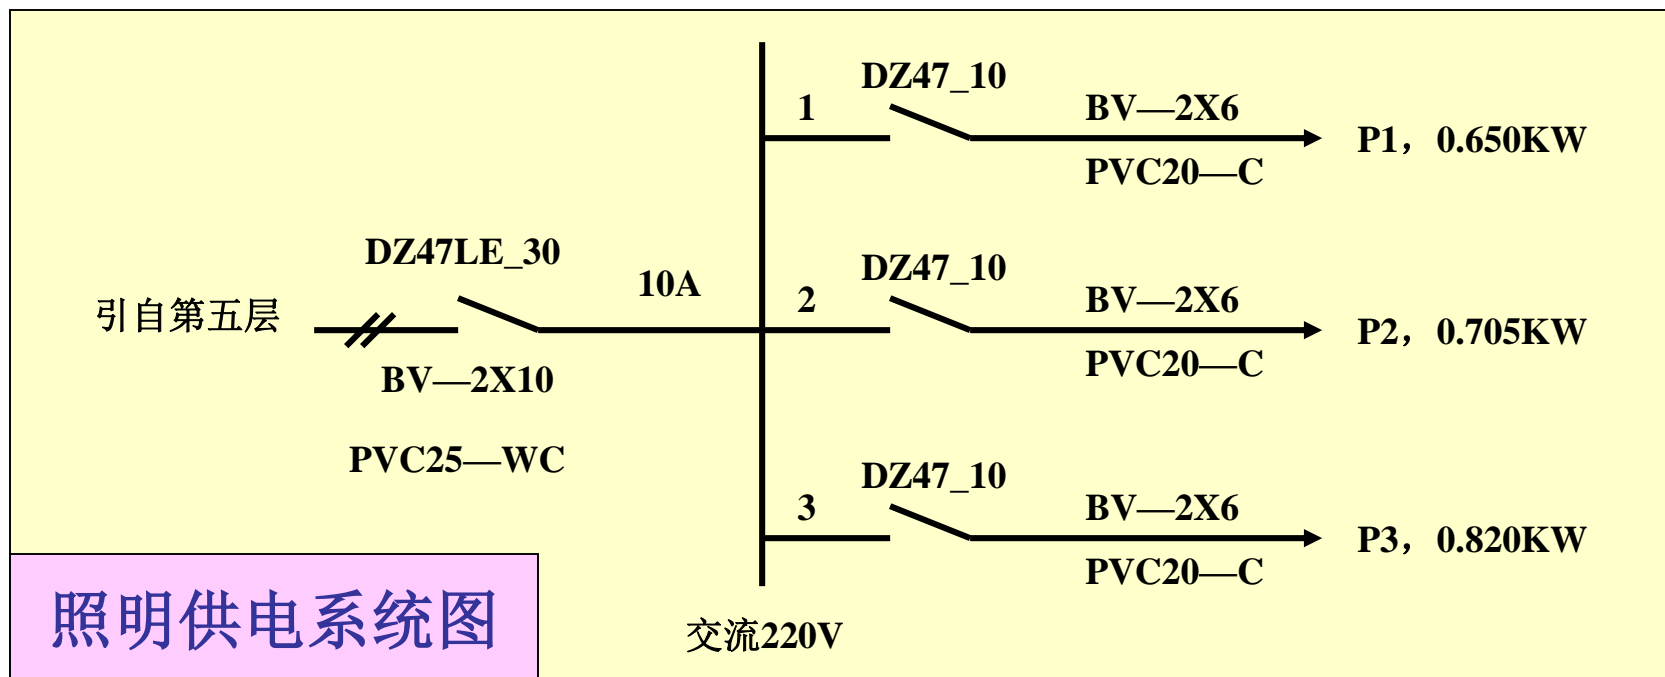 DZ47_10
1
BV—2X6
P1，0.650KW
PVC20—C
DZ47LE_30
10A
引自第五层
BV—2X10
PVC25—WC
DZ47_10
2
BV—2X6
P2，0.705KW
PVC20—C
DZ47_10
3
BV—2X6
P3，0.820KW
PVC20—C
交流220V
照明供电系统图